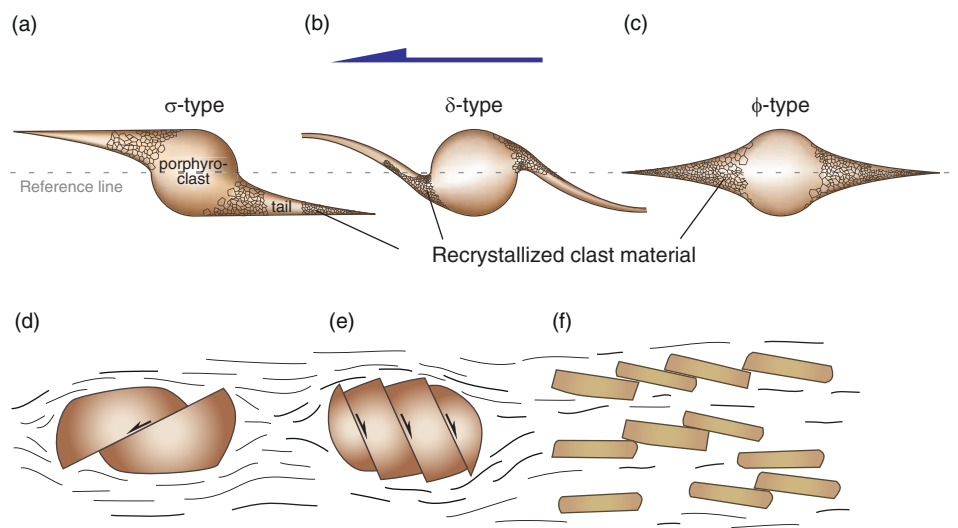 (a)
(b)
(c)
σ-type
δ-type
ϕ-type
porphyro-
clast
Reference line
tail
Recrystallized clast material
(d)
(e)
(f)